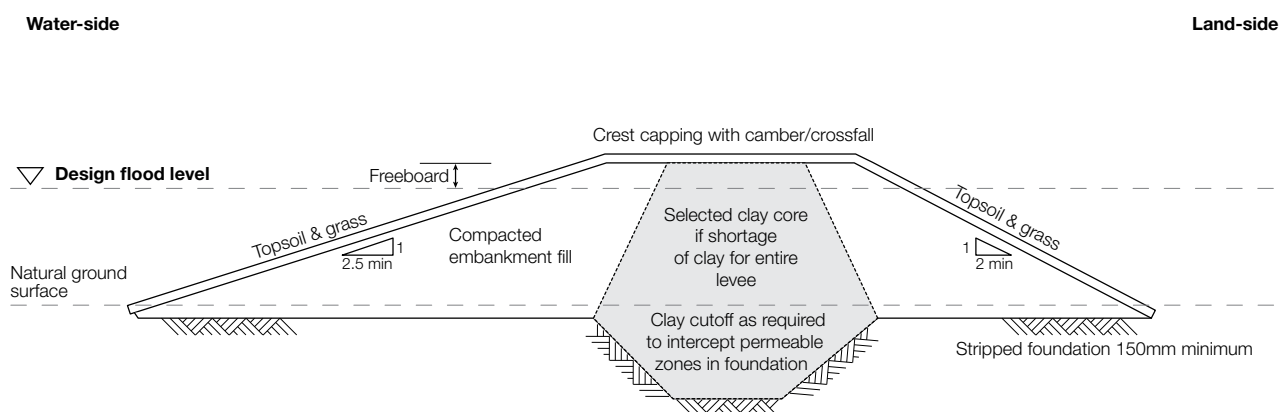 Water-side
Land-side
Crest capping with camber/crossfall
Design flood level
Freeboard
Topsoil & grass
1
2.5 min
Compacted
embankment fill
Selected clay core
if shortage
of clay for entire
levee
Topsoil & grass
1
2 min
Natural ground
surface
Clay cutoff as required
to intercept permeable
zones in foundation
Stripped foundation 150mm minimum